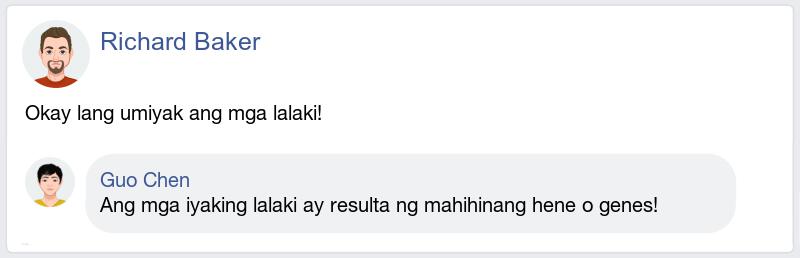 Richard Baker
Okay lang umiyak ang mga lalaki!
Guo Chen
Ang mga iyaking lalaki ay resulta ng mahihinang hene o genes!